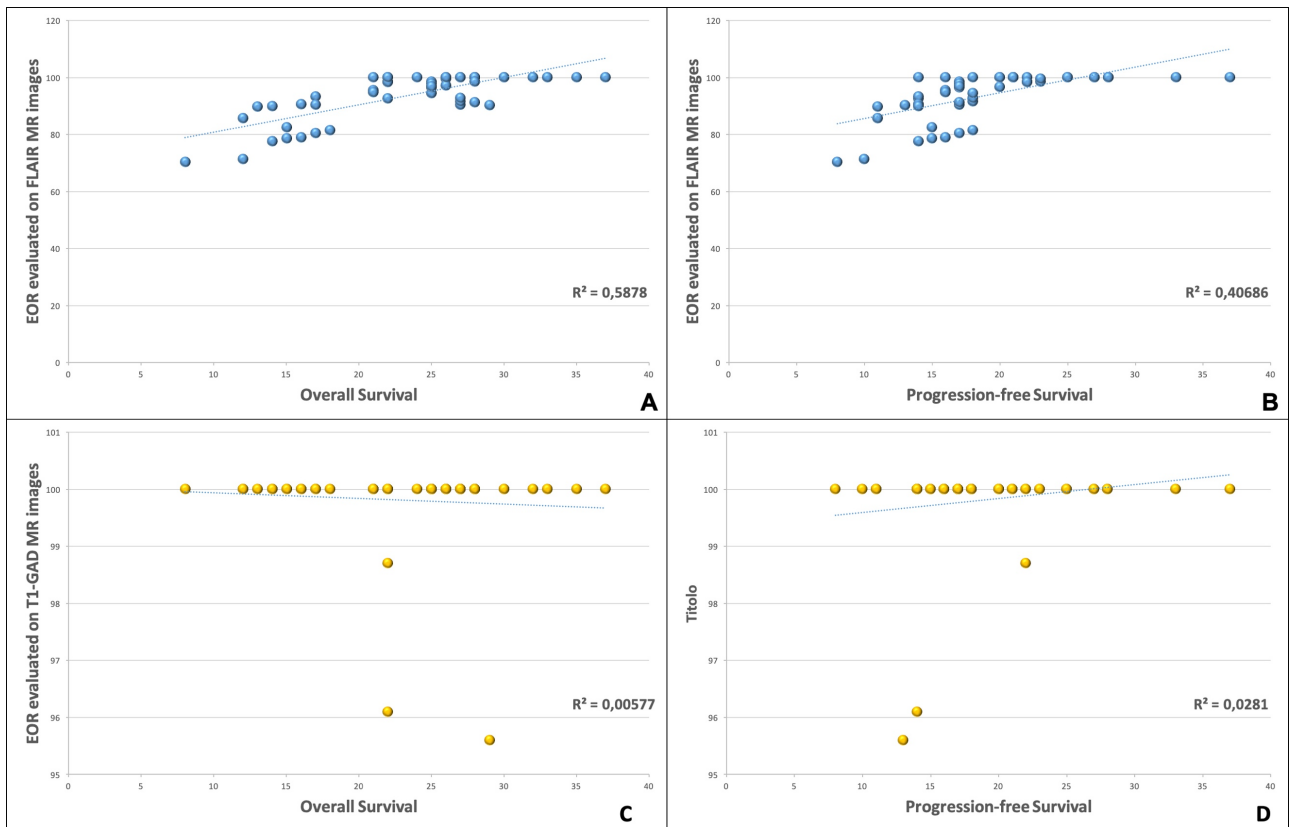 EOR evaluated on FLAIR MR images
120
100
80
60
40
20
0
0 5 10 15 20 25 30 35 40
R² = 0,5878
Overall Survival
A
EOR evaluated on FLAIR MR images
120
100
80
60
40
20
0
0 5 10 15 20 25 30 35 40
R² = 0,40686
Progression-free Survival
B
EOR evaluated on T1-GAD MR images
101
100
99
98
97
96
95
0 5 10 15 20 25 30 35 40
R² = 0,00577
Overall Survival
C
Titolo
101
100
99
98
97
96
95
0 5 10 15 20 25 30 35 40
R² = 0,0281
Progression-free Survival
D